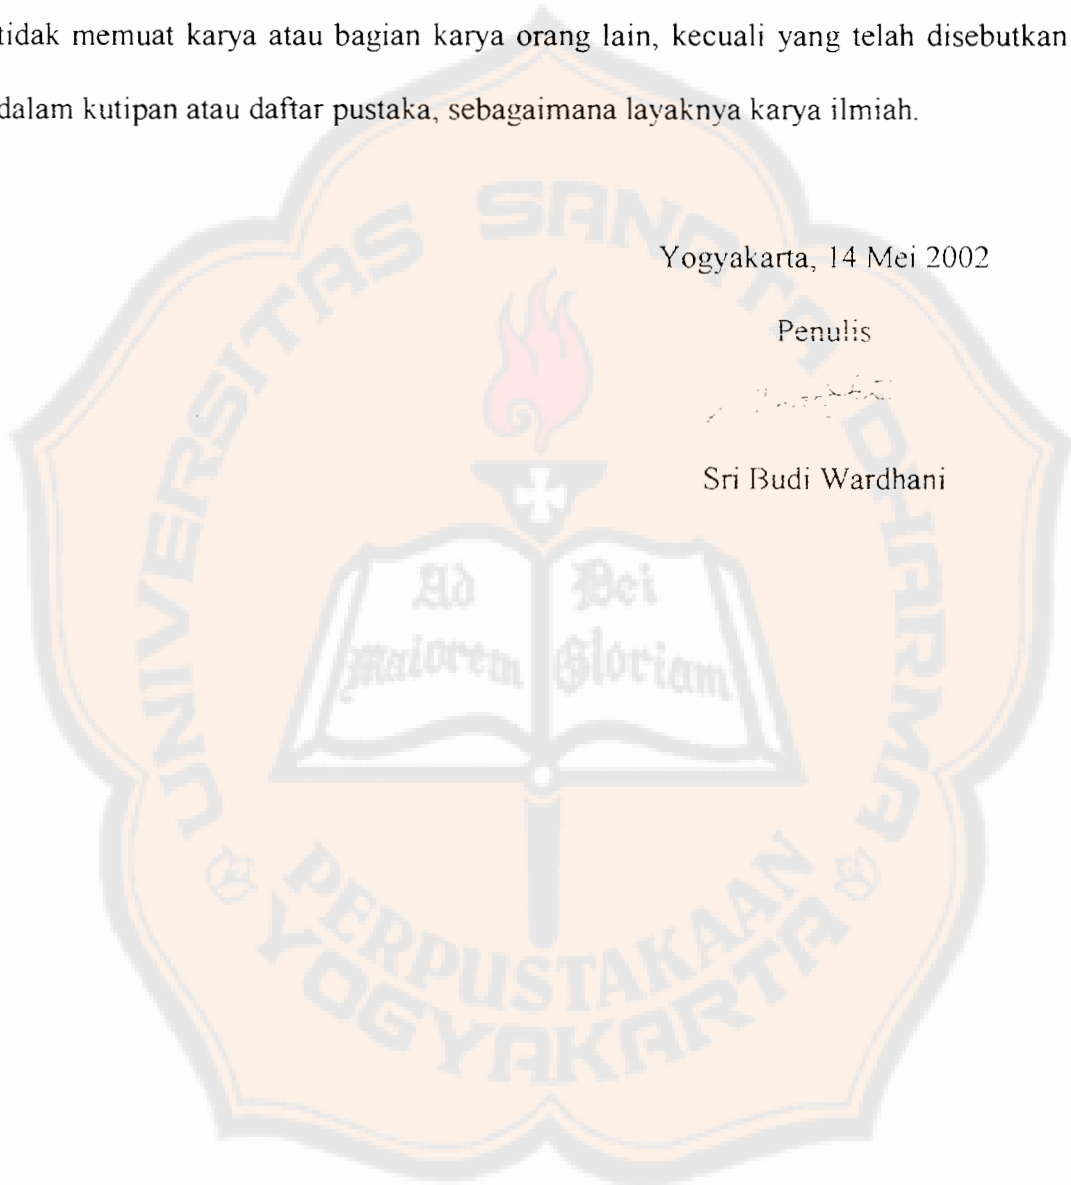 tidak memuat karya atau bagian karya orang lain, kecuali yang telah disebutkan
dalam kutipan atau daftar pustaka, sebagaimana layaknya karya ilmiah.
Yogyakarta, 14 Mei 2002
Penulis
Sri Budi Wardhani
UNIVERSITAS SANATA DHARMA
Ad Dei
maiorem Gloriam
PERPUSTAKAAN
YOGYAKARTA